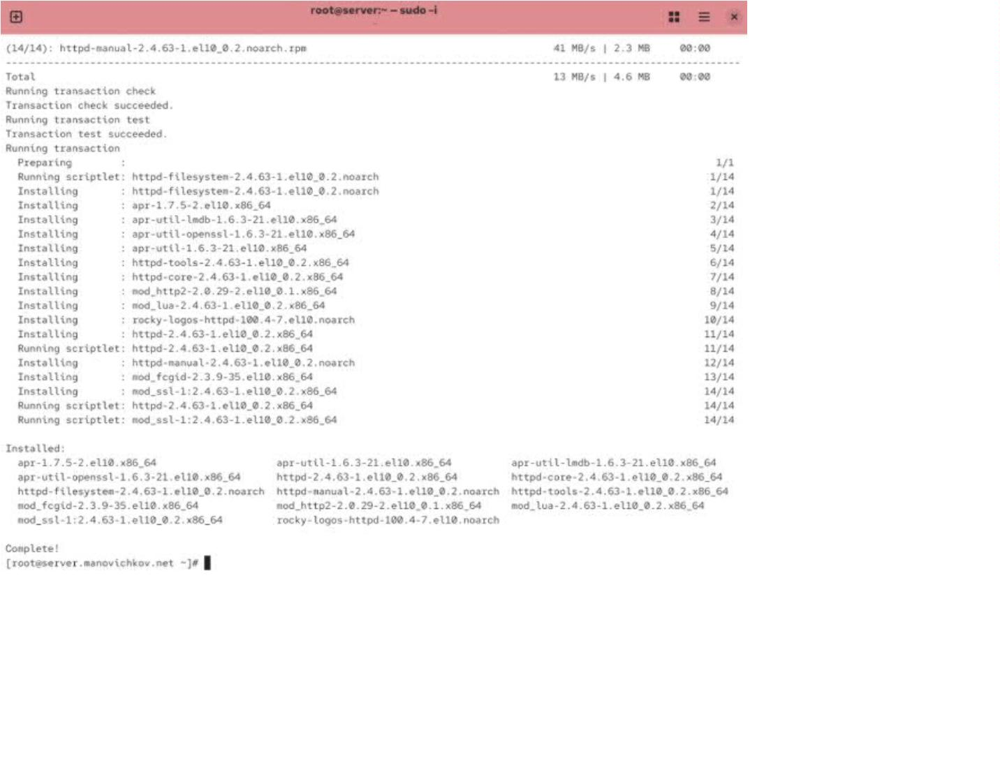 root@server:~ — sudo -i
(14/14): httpd-manual-2.4.63-1.el10_0.2.noarch.rpm 41 MB/s | 2.3 MB 00:00
--------------------------------------------------------------------------------------------------------------------------
Total 13 MB/s | 4.6 MB 00:00
Running transaction check
Transaction check succeeded.
Running transaction test
Transaction test succeeded.
Running transaction
Preparing : 1/1
Running scriptlet: httpd-filesystem-2.4.63-1.el10_0.2.noarch 1/14
Installing : httpd-filesystem-2.4.63-1.el10_0.2.noarch 1/14
Installing : apr-1.7.5-2.el10.x86_64 2/14
Installing : apr-util-lmdb-1.6.3-21.el10.x86_64 3/14
Installing : apr-util-openssl-1.6.3-21.el10.x86_64 4/14
Installing : apr-util-1.6.3-21.el10.x86_64 5/14
Installing : httpd-tools-2.4.63-1.el10_0.2.x86_64 6/14
Installing : httpd-core-2.4.63-1.el10_0.2.x86_64 7/14
Installing : mod_http2-2.0.29-2.el10_0.1.x86_64 8/14
Installing : mod_lua-2.4.63-1.el10_0.2.x86_64 9/14
Installing : rocky-logos-httpd-100.4-7.el10.noarch 10/14
Installing : httpd-2.4.63-1.el10_0.2.x86_64 11/14
Running scriptlet: httpd-2.4.63-1.el10_0.2.x86_64 11/14
Installing : httpd-manual-2.4.63-1.el10_0.2.noarch 12/14
Installing : mod_fcgid-2.3.9-35.el10.x86_64 13/14
Installing : mod_ssl-1:2.4.63-1.el10_0.2.x86_64 14/14
Running scriptlet: httpd-2.4.63-1.el10_0.2.x86_64 14/14
Running scriptlet: mod_ssl-1:2.4.63-1.el10_0.2.x86_64 14/14
Installed:
apr-1.7.5-2.el10.x86_64 apr-util-1.6.3-21.el10.x86_64 apr-util-lmdb-1.6.3-21.el10.x86_64
apr-util-openssl-1.6.3-21.el10.x86_64 httpd-2.4.63-1.el10_0.2.x86_64 httpd-core-2.4.63-1.el10_0.2.x86_64
httpd-filesystem-2.4.63-1.el10_0.2.noarch httpd-manual-2.4.63-1.el10_0.2.noarch httpd-tools-2.4.63-1.el10_0.2.x86_64
mod_fcgid-2.3.9-35.el10.x86_64 mod_http2-2.0.29-2.el10_0.1.x86_64 mod_lua-2.4.63-1.el10_0.2.x86_64
mod_ssl-1:2.4.63-1.el10_0.2.x86_64 rocky-logos-httpd-100.4-7.el10.noarch
Complete!
[root@server.manovichkov.net ~]#